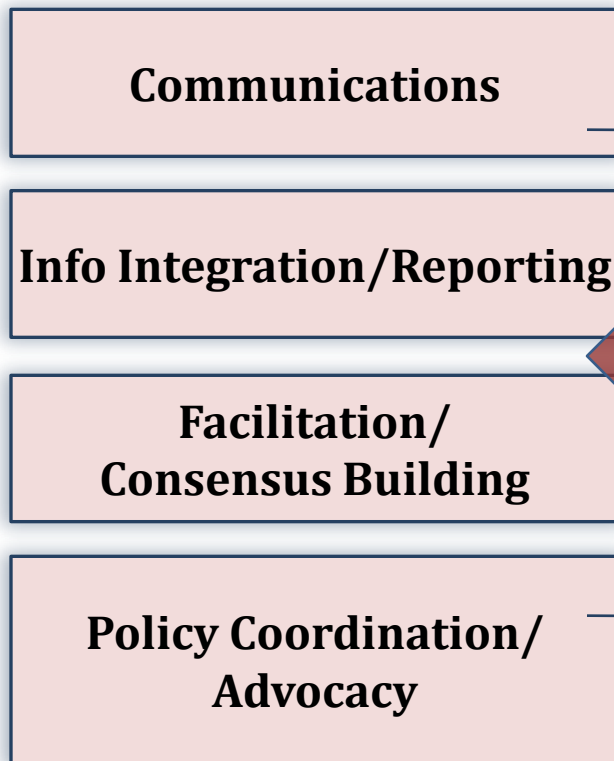 Communications
Info Integration/Reporting
Facilitation/
Consensus Building
Policy Coordination/
Advocacy